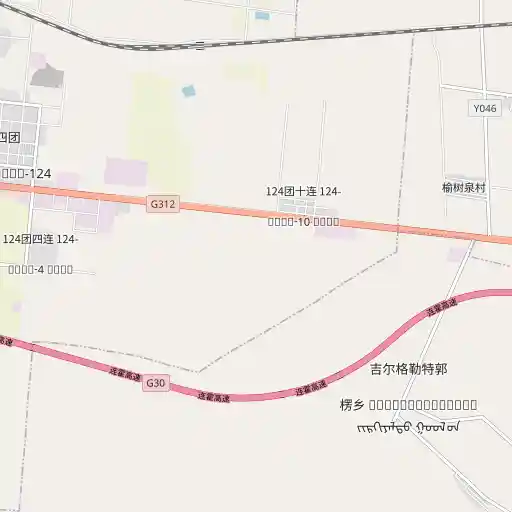 Y046
四团
-124
124团十连 124-
榆树泉村
G312
-10
124团四连 124-
-4
连霍高速
高速
连霍高速
G30
连霍高速
连霍高速
吉尔格勒特郭
楞乡